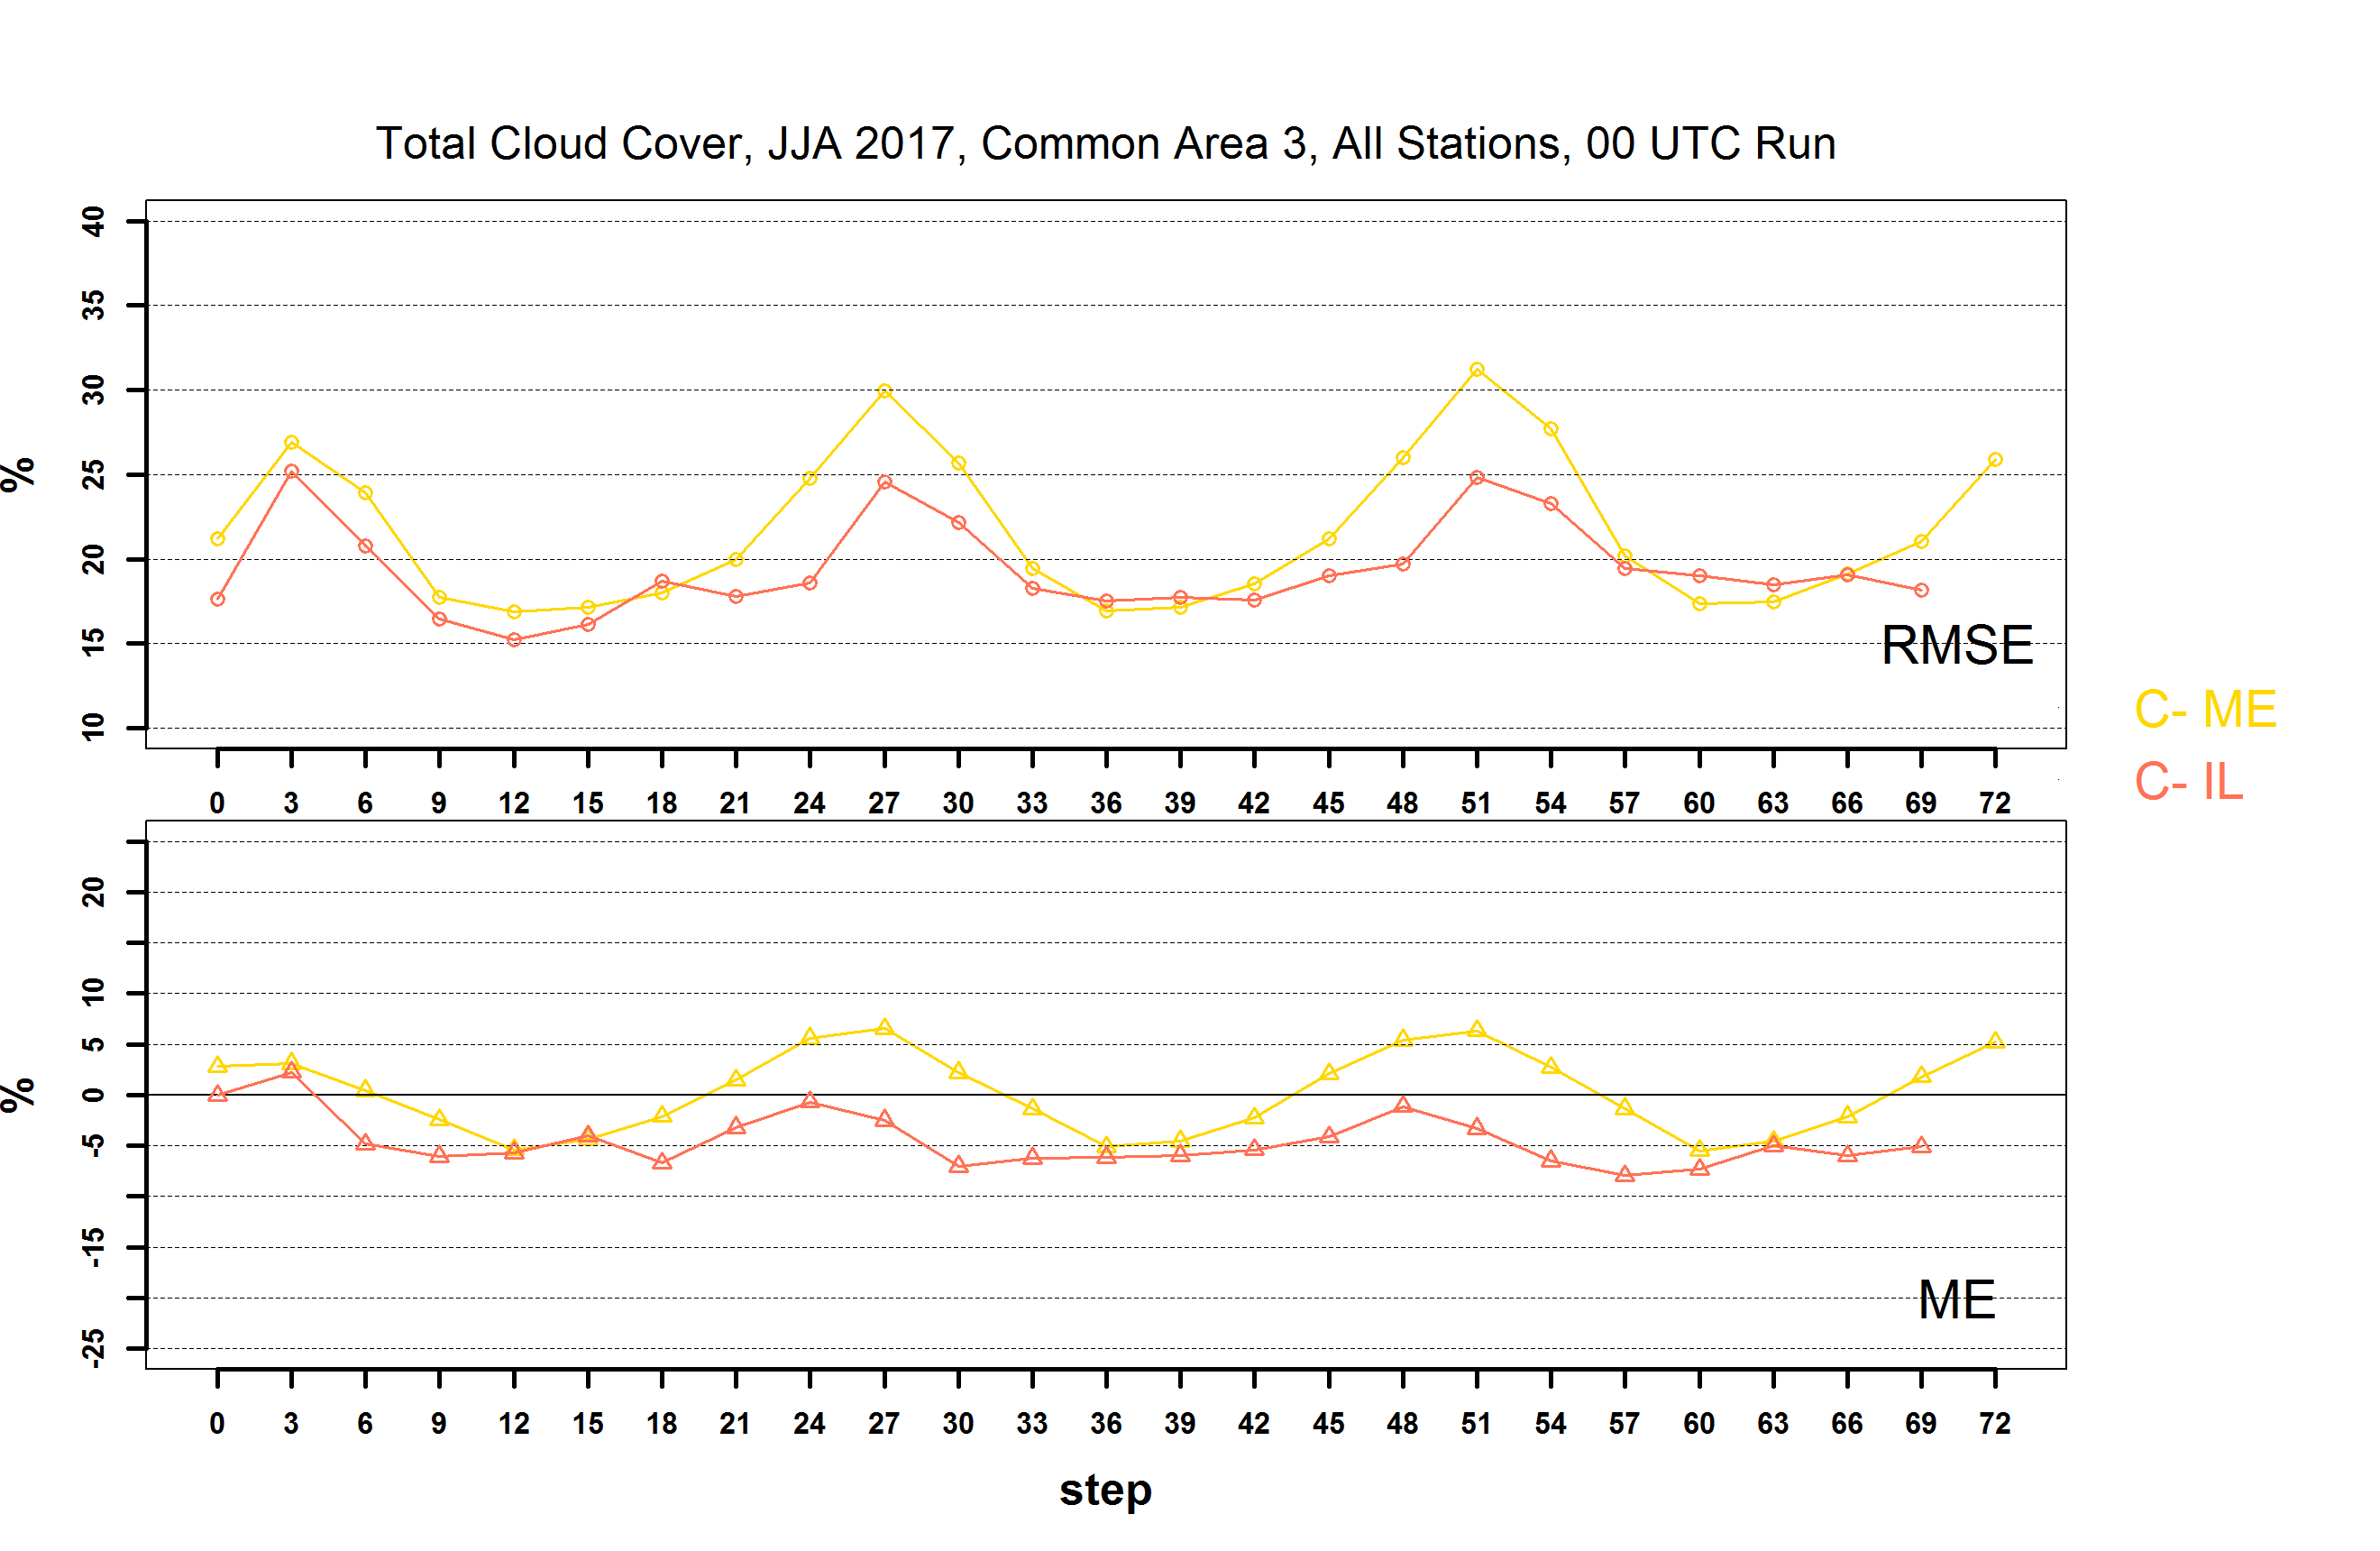 Total Cloud Cover, JJA 2017, Common Area 3, All Stations, 00 UTC Run
40
35
30
25
20
15
10
%
RMSE
0 3 6 9 12 15 18 21 24 27 30 33 36 39 42 45 48 51 54 57 60 63 66 69 72
C- ME
C- IL
20
10
5
0
-5
-15
-25
%
ME
0 3 6 9 12 15 18 21 24 27 30 33 36 39 42 45 48 51 54 57 60 63 66 69 72
step